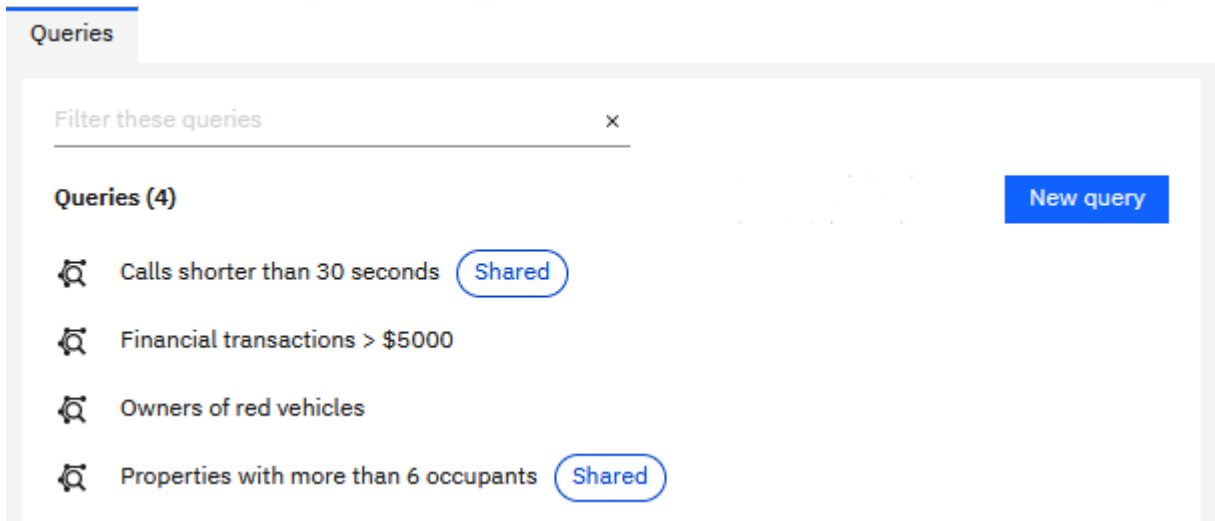 Queries
Filter these queries ×
Queries (4) New query
Calls shorter than 30 seconds Shared
Financial transactions > $5000
Owners of red vehicles
Properties with more than 6 occupants Shared